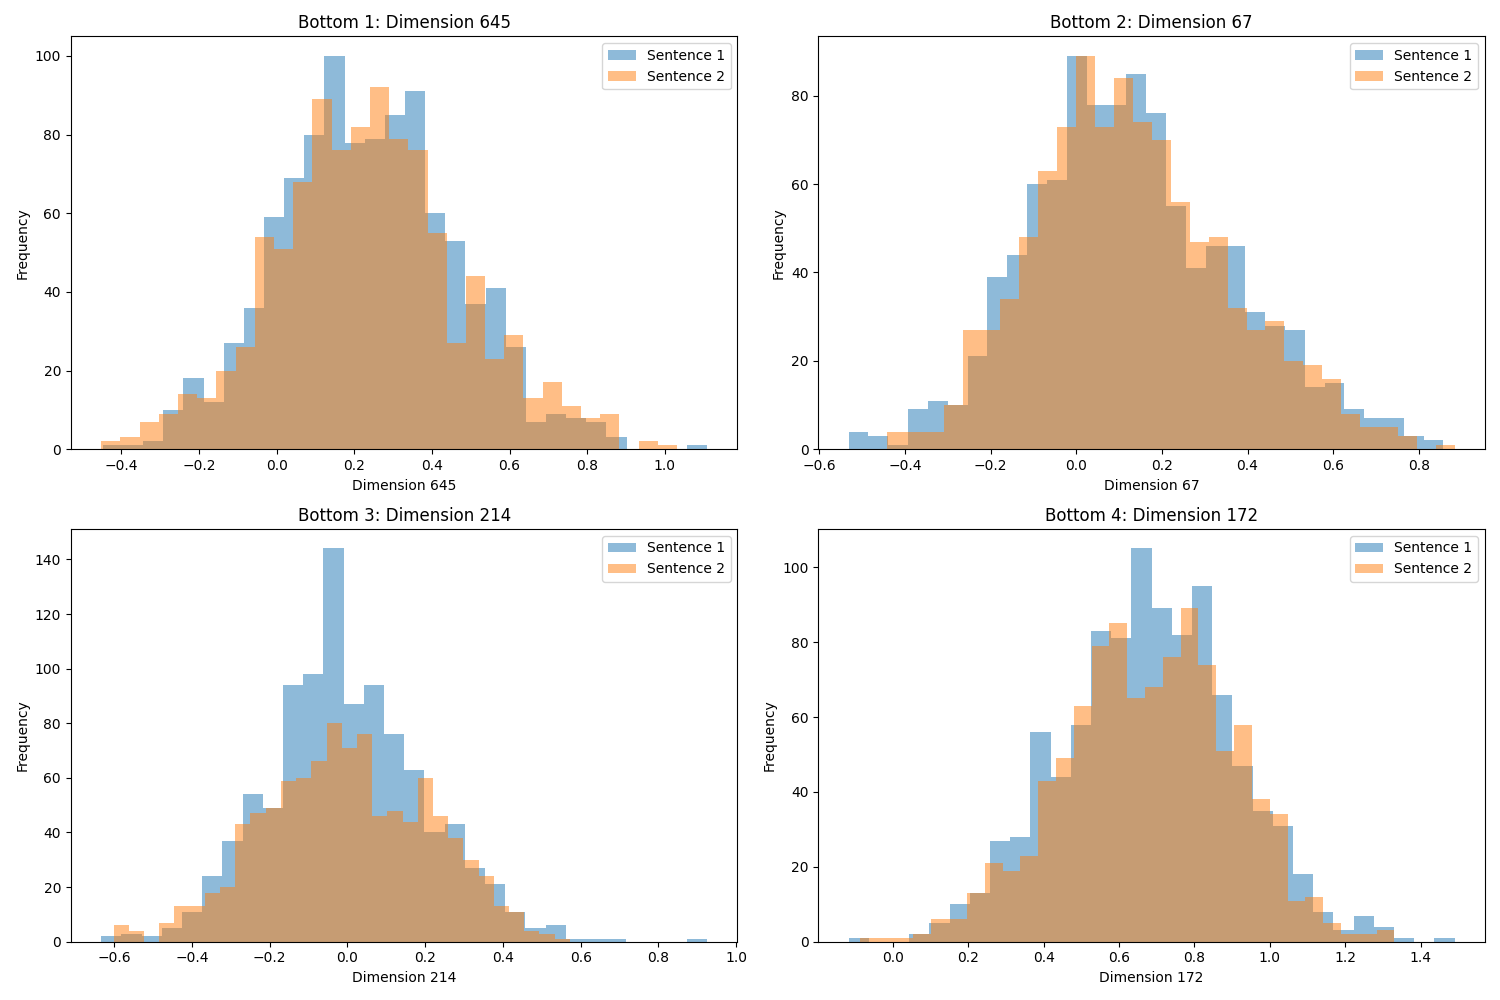 Bottom 1: Dimension 645
Sentence 1
Sentence 2
Frequency
100
80
60
40
20
0
−0.4 −0.2 0.0 0.2 0.4 0.6 0.8 1.0
Dimension 645
Bottom 2: Dimension 67
Sentence 1
Sentence 2
Frequency
80
60
40
20
0
−0.6 −0.4 −0.2 0.0 0.2 0.4 0.6 0.8
Dimension 67
Bottom 3: Dimension 214
Sentence 1
Sentence 2
Frequency
140
120
100
80
60
40
20
0
−0.6 −0.4 −0.2 0.0 0.2 0.4 0.6 0.8 1.0
Dimension 214
Bottom 4: Dimension 172
Sentence 1
Sentence 2
Frequency
100
80
60
40
20
0
0.0 0.2 0.4 0.6 0.8 1.0 1.2 1.4
Dimension 172